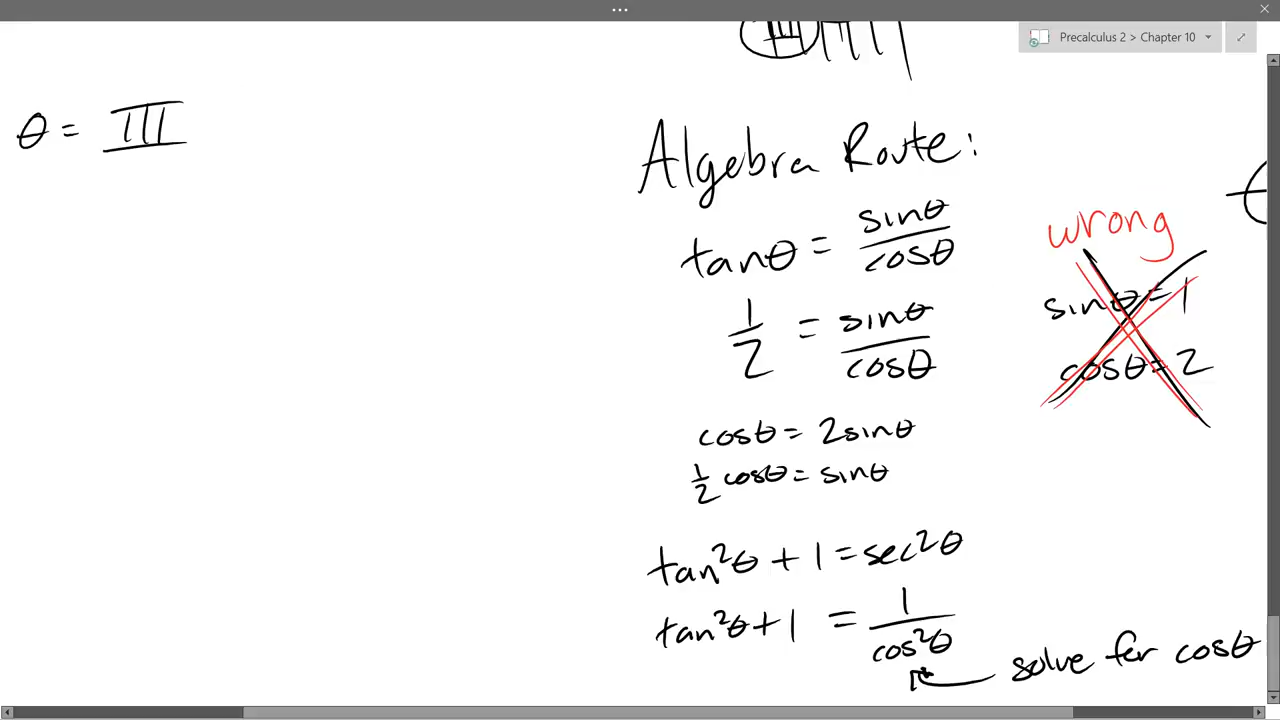 Precalculus 2 > Chapter 10
θ = III
Algebra Route:
tanθ = sinθ/cosθ
1/2 = sinθ/cosθ
cosθ = 2sinθ
1/2 cosθ = sinθ
wrong
sinθ = 1
cosθ = 2
tan²θ + 1 = sec²θ
tan²θ + 1 = 1/cos²θ
solve for cosθ